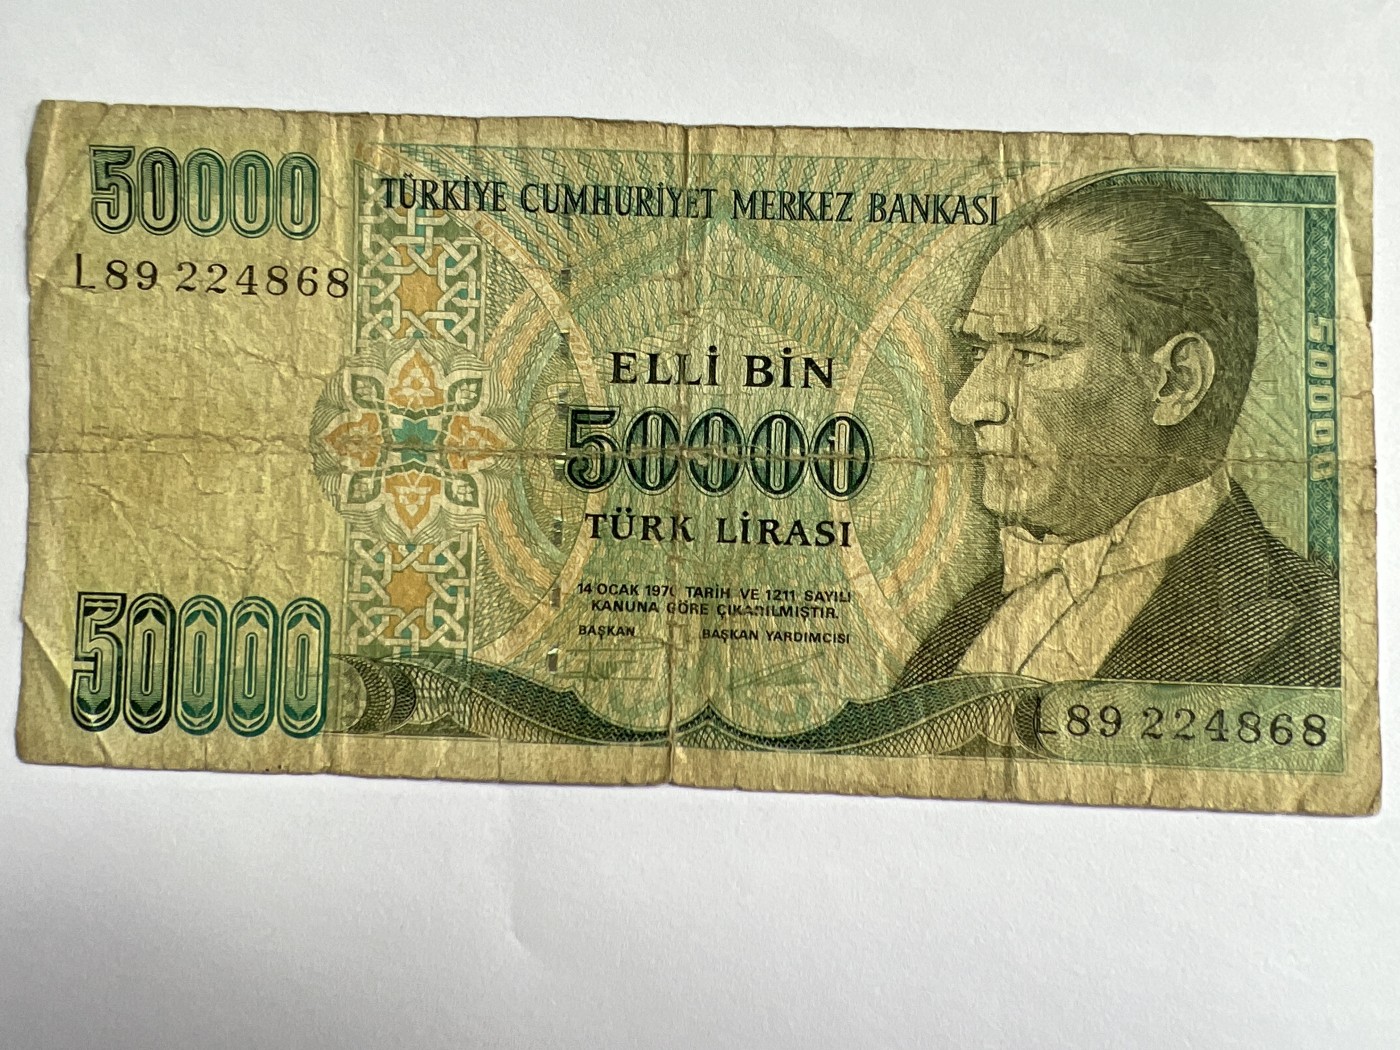 50000
TÜRKİYE CUMHURİYET MERKEZ BANKASI
L89 224868
50000
ELLİ BİN
50000
TÜRK LİRASI
14 OCAK 1970 TARİH VE 1211 SAYILI
KANUNA GÖRE ÇIKARILMIŞTIR.
BAŞKAN BAŞKAN YARDIMCISI
50000
L89 224868